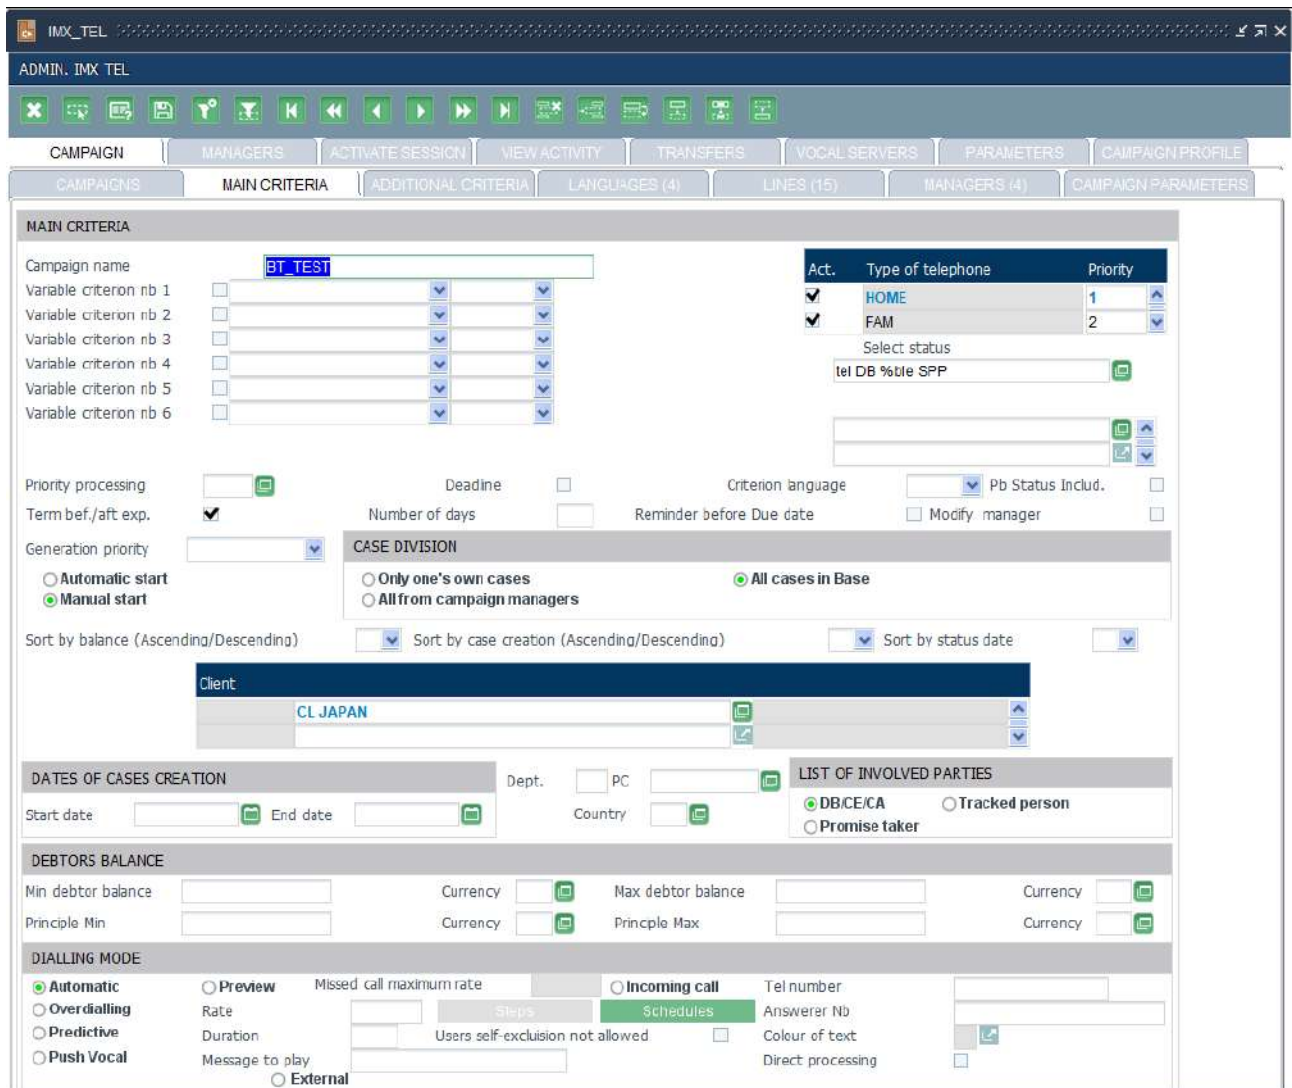 IMX_TEL
ADMIN. IMX TEL
CAMPAIGN MANAGERS ACTIVATE SESSION VIEW ACTIVITY TRANSFERS VOCAL SERVERS PARAMETERS CAMPAIGN PROFILE
CAMPAIGNS MAIN CRITERIA ADDITIONAL CRITERIA LANGUAGES (4) LINES (15) MANAGERS (4) CAMPAIGN PARAMETERS
MAIN CRITERIA
Campaign name BT_TEST
Act. Type of telephone Priority
Variable criterion nb 1
HOME 1
Variable criterion nb 2
FAM 2
Variable criterion nb 3
Select status
Variable criterion nb 4
tel DB %ble SPP
Variable criterion nb 5
Variable criterion nb 6
Priority processing Deadine Criterion language Pb Status Includ.
Term bef./aft exp. Number of days Reminder before Due date Modify manager
Generation priority CASE DIVISION
Automatic start Only one's own cases All cases in Base
Manual start All from campaign managers
Sort by balance (Ascending/Descending) Sort by case creation (Ascending/Descending) Sort by status date
Client
CL JAPAN
DATES OF CASES CREATION Dept. PC LIST OF INVOLVED PARTIES
Start date End date Country DB/CE/CA Tracked person
Promise taker
DEBTORS BALANCE
Min debtor balance Currency Max debtor balance Currency
Principle Min Currency Principle Max Currency
DIALLING MODE
Automatic Preview Missed call maximum rate Incoming call Tel number
Overdialling Rate Steps Schedules Answerer Nb
Predictive Duration Users self-excluision not allowed Colour of text
Push Vocal Message to play Direct processing
External